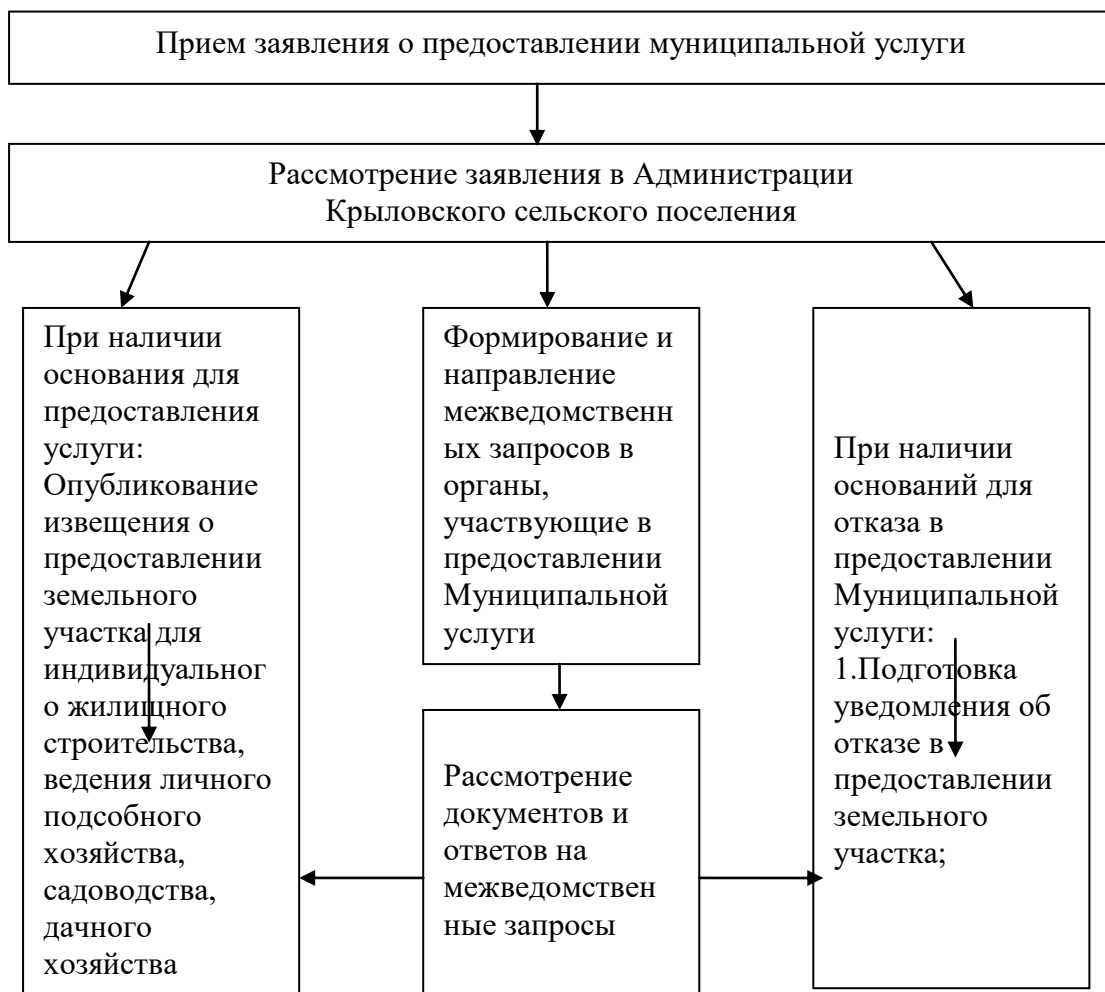 Прием заявления о предоставлении муниципальной услуги
Рассмотрение заявления в Администрации
Крыловского сельского поселения
При наличии
основания для
предоставления
услуги:
Опубликование
извещения о
предоставлении
земельного
участка для
индивидуальног
о жилищного
строительства,
ведения личного
подсобного
хозяйства,
садоводства,
дачного
хозяйства
Формирование и
направление
межведомственн
ых запросов в
органы,
участвующие в
предоставлении
Муниципальной
услуги
Рассмотрение
документов и
ответов на
межведомствен
ные запросы
При наличии
оснований для
отказа в
предоставлении
Муниципальной
услуги:
1.Подготовка
уведомления об
отказе в
предоставлении
земельного
участка;